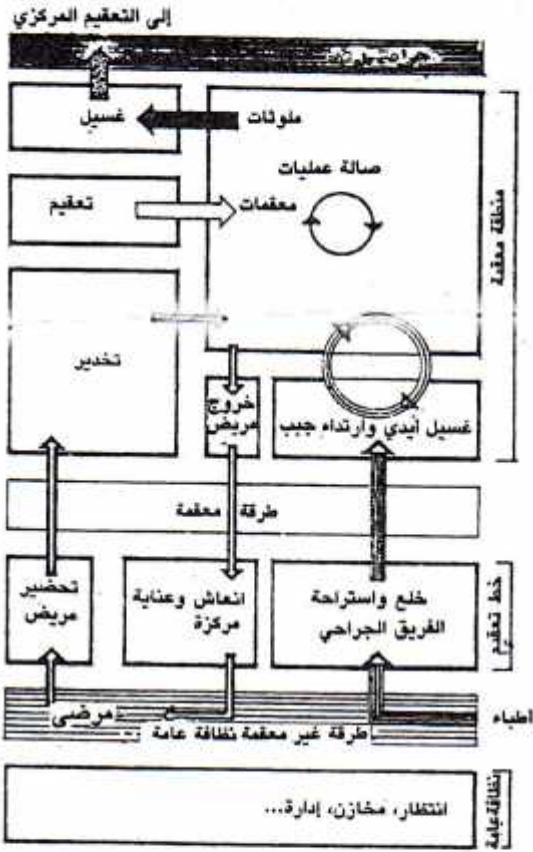 إلى التعقيم المركزي
غسيل
ملوثات
صالة عمليات
تعقيم
معقمات
منطقة معقمة
تخدير
خروج
مريض
غسيل أيدي وارتداء جبب
طرقة معقمة
تحضير
مريض
انعاش وعناية
مركزة
خلع واستراحة
الفريق الجراحي
خط تعقيم
مرضى
أطباء
طرقة غير معقمة نظافة عامة
انتظار، مخازن، إدارة...
نظافة عامة